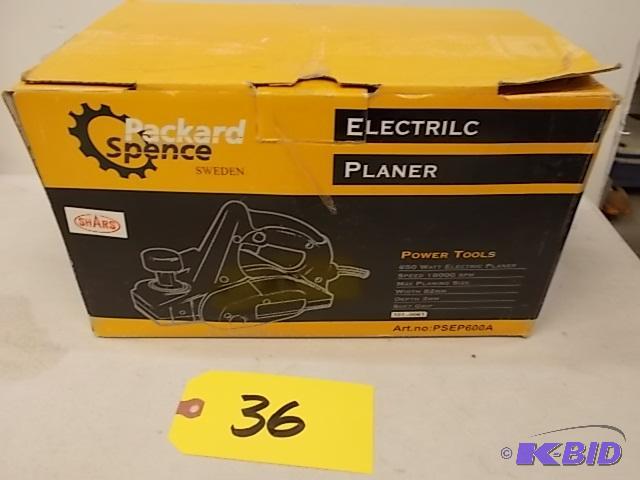 Packard
Spence
SWEDEN
ELECTRILC
PLANER
SHARS
POWER TOOLS
650 WATT ELECTRIC PLANER
SPEED 16000 RPM
MAX PLANING SIZE
WIDTH 82MM
DEPTH 2MM
SOFT GRIP
Art.no:PSEP600A
36
© K-BID